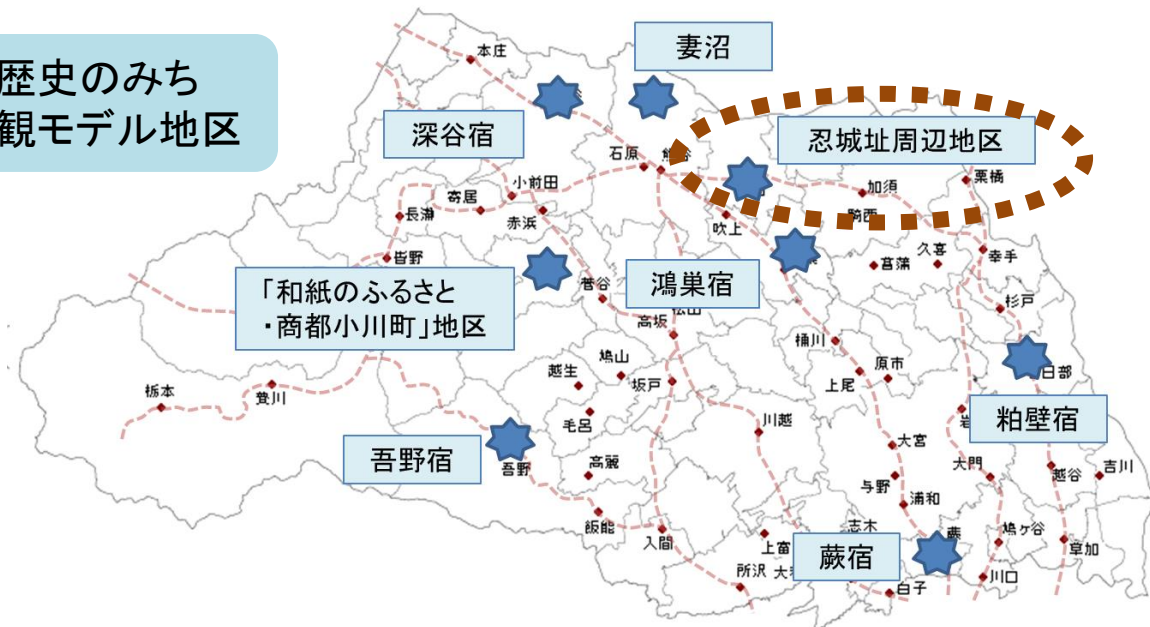 歴史のみち
観モデル地区
妻沼
本庄
深谷宿
忍城址周辺地区
石原
小前田
寄居
赤浜
長瀞
皆野
加須
栗橋
騎西
吹上
菖蒲
久喜
幸手
杉戸
「和紙のふるさと
・商都小川町」地区
菅谷
鴻巣宿
高坂
桶川
原市
上尾
鳩山
越生
坂戸
毛呂
栃本
贄川
川越
粕壁宿
吾野宿
吾野
高麗
大宮
与野
浦和
大門
越谷
吉川
飯能
入間
志木
上富
所沢
蕨宿
蕨
鳩ヶ谷
草加
川口
白子